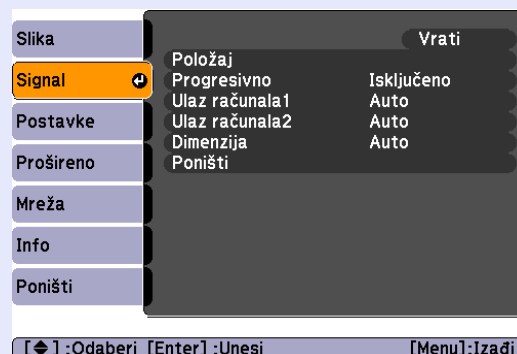 Slika
Signal
Postavke
Prošireno
Mreža
Info
Poništi
Vrati
Položaj
Progresivno Isključeno
Ulaz računala1 Auto
Ulaz računala2 Auto
Dimenzija Auto
Poništi
[ ] :Odaberi [Enter] :Unesi [Menu]:Izađi